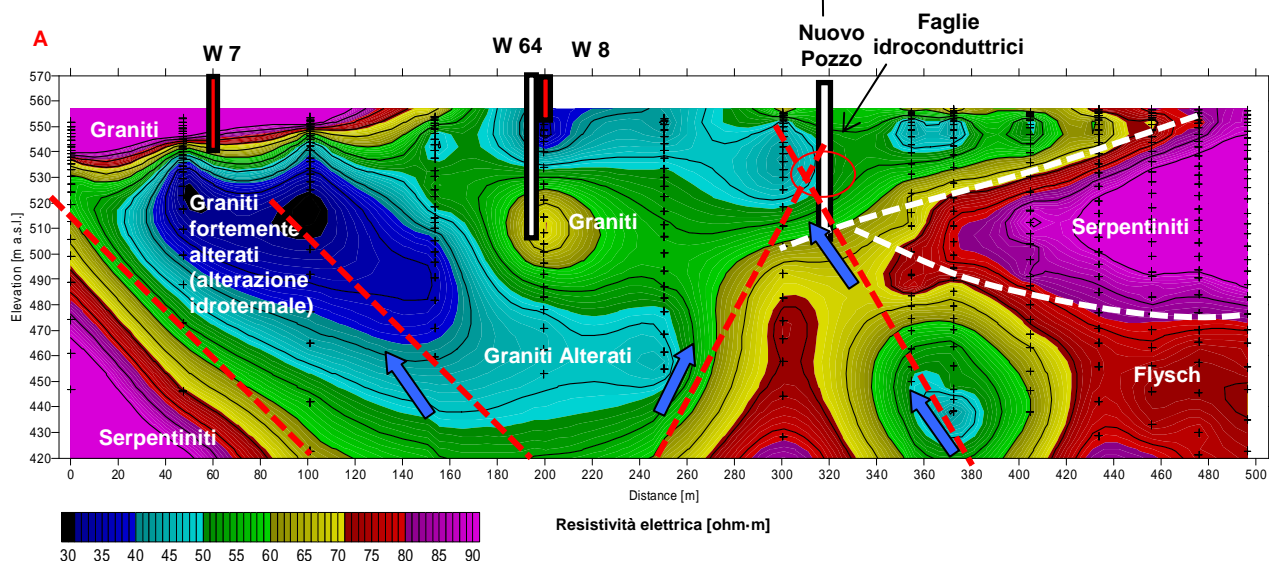 A
W 7
W 64
W 8
Nuovo
Pozzo
Faglie
idroconduttrici
570
560
550
540
530
520
510
500
490
480
470
460
450
440
430
420
Elevation [m a.s.l.]
Graniti
Graniti
fortemente
alterati
(alterazione
idrotermale)
Graniti
Graniti Alterati
Serpentiniti
Serpentiniti
Flysch
0 20 40 60 80 100 120 140 160 180 200 220 240 260 280 300 320 340 360 380 400 420 440 460 480 500
Distance [m]
Resistività elettrica [ohm·m]
30 35 40 45 50 55 60 65 70 75 80 85 90